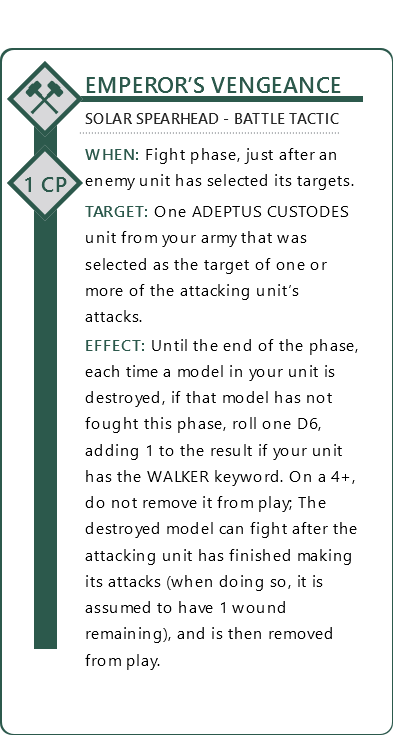 EMPEROR’S VENGEANCE
SOLAR SPEARHEAD - BATTLE TACTIC
1 CP
WHEN: Fight phase, just after an
enemy unit has selected its targets.
TARGET: One ADEPTUS CUSTODES
unit from your army that was
selected as the target of one or
more of the attacking unit’s
attacks.
EFFECT: Until the end of the phase,
each time a model in your unit is
destroyed, if that model has not
fought this phase, roll one D6,
adding 1 to the result if your unit
has the WALKER keyword. On a 4+,
do not remove it from play; The
destroyed model can fight after the
attacking unit has finished making
its attacks (when doing so, it is
assumed to have 1 wound
remaining), and is then removed
from play.